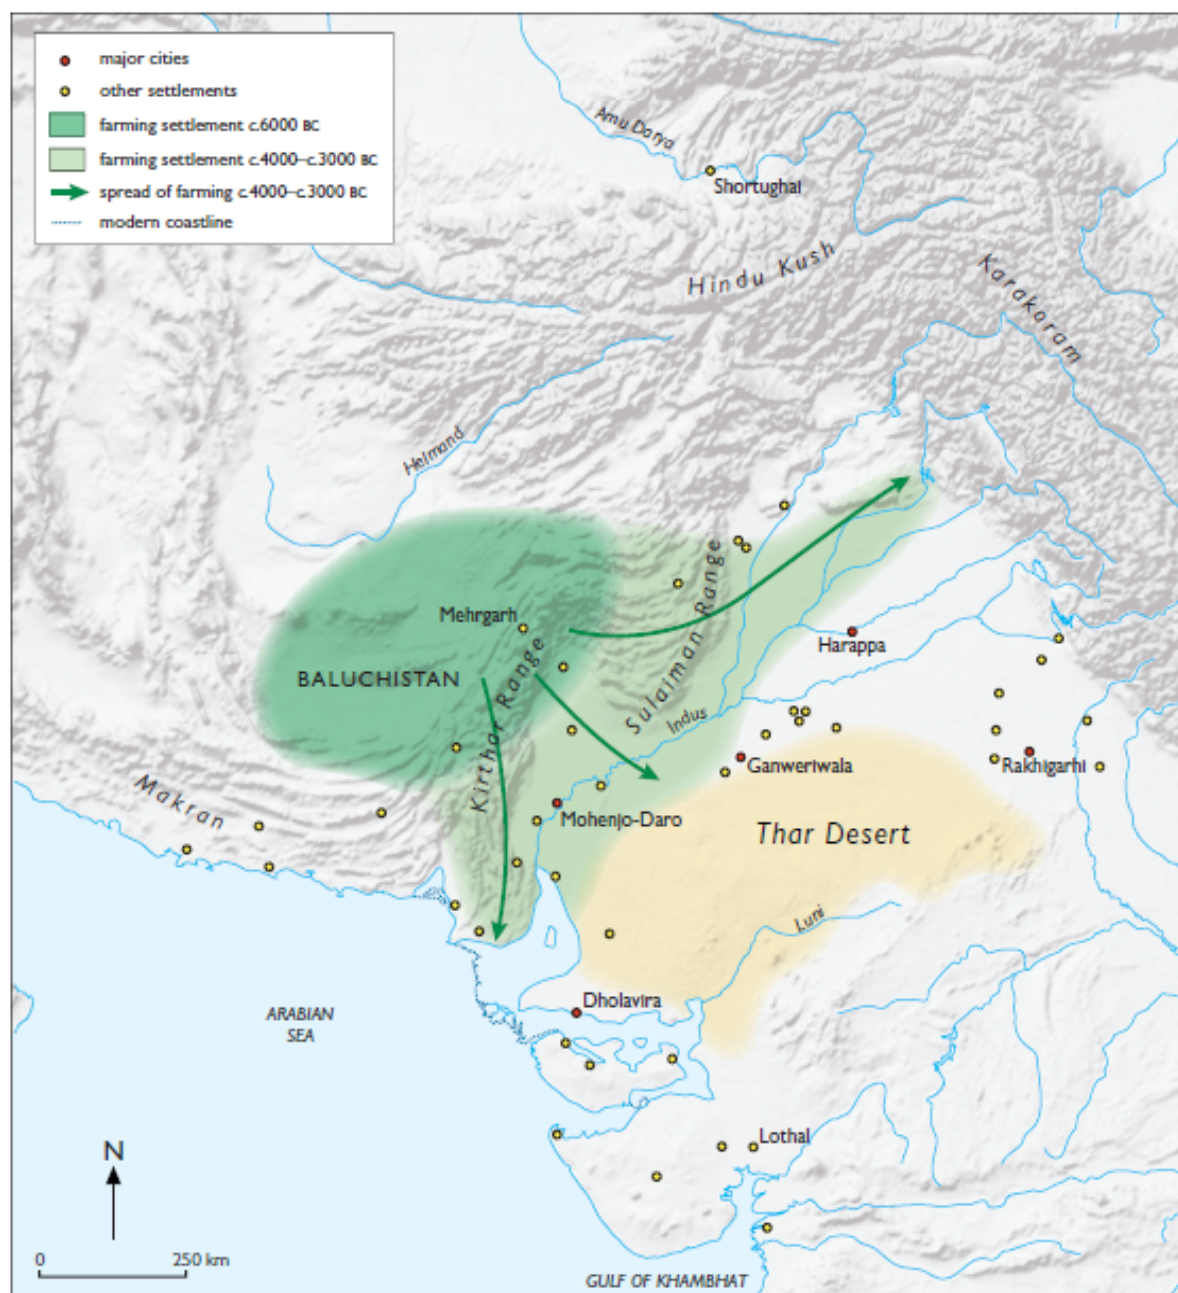 major cities
other settlements
farming settlement c.6000 BC
farming settlement c.4000–c.3000 BC
spread of farming c.4000–c.3000 BC
modern coastline
Amu Darya
Shortughai
Hindu Kush
Karakoram
Helmand
Mehrgarh
BALUCHISTAN
Kirthar Range
Sulaiman Range
Indus
Harappa
Ganweriwala
Rakhigarhi
Makran
Mohenjo-Daro
Thar Desert
Luni
Dholavira
ARABIAN
SEA
Lothal
N
0
250 km
GULF OF KHAMBHAT